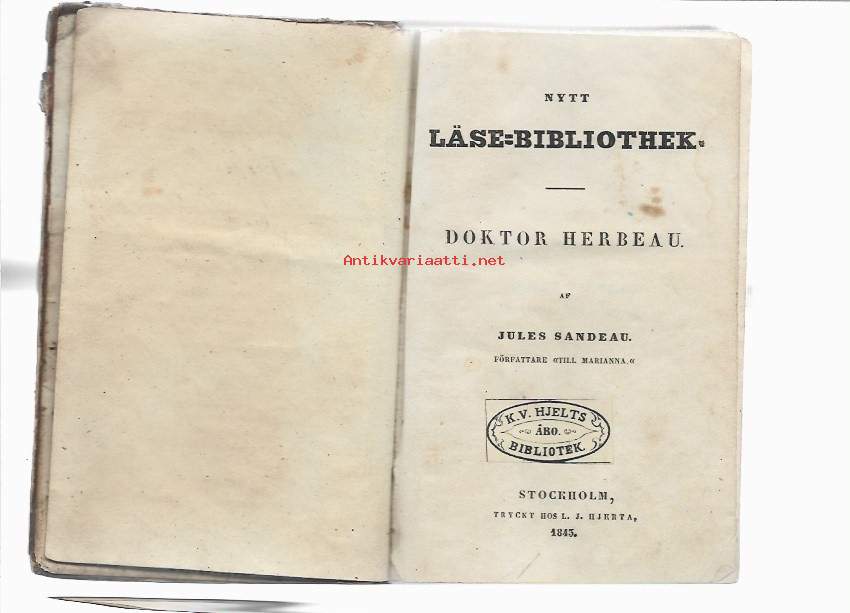 NYTT
LÄSE=BIBLIOTHEK.
DOKTOR HERBEAU.
Antikvariaatti.net
AF
JULES SANDEAU.
FÖRFATTARE «TILL MARIANNA.«
K.V. HJELTS
ÅBO.
BIBLIOTEK.
STOCKHOLM,
TRYCKT HOS L. J. HJERTA,
1843.